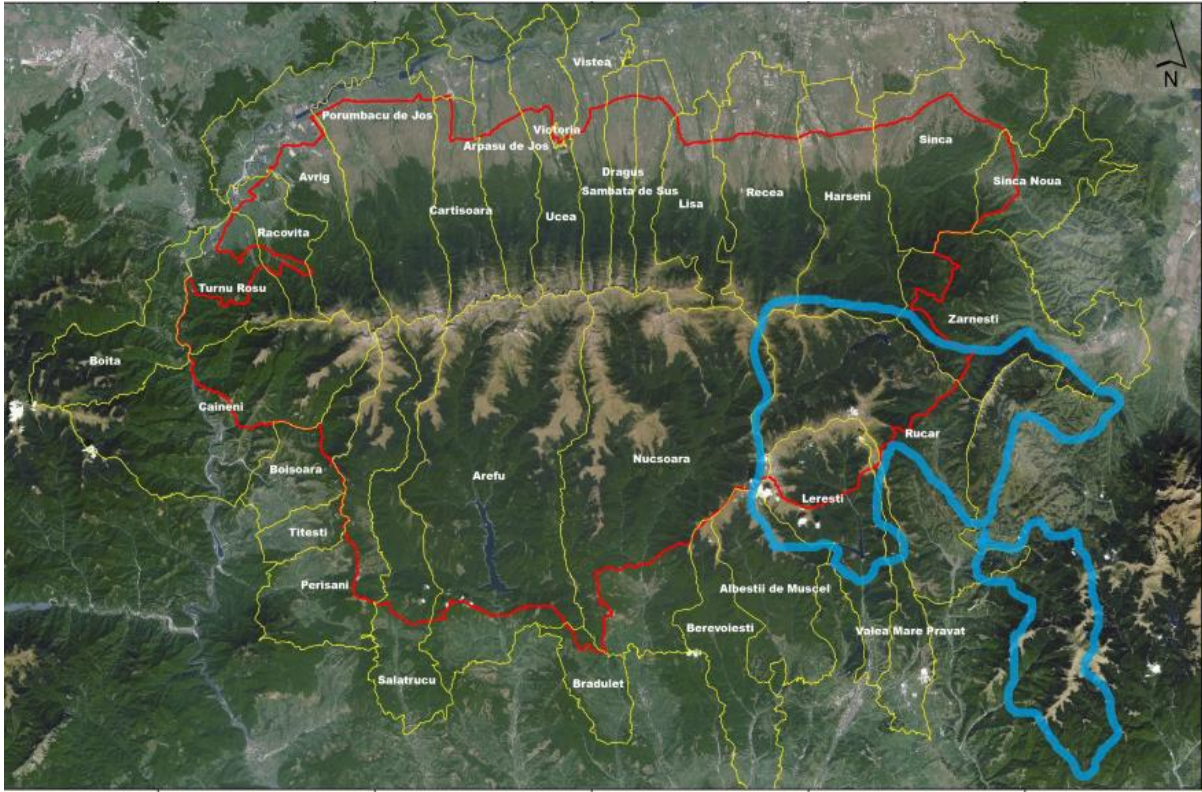 N
Vistea
Porumbacu de Jos
Victoria
Arpasu de Jos
Sinca
Avrig
Dragus
Sinca Noua
Sambata de Sus
Recea
Harseni
Lisa
Cartisoara
Ucea
Racovita
Turnu Rosu
Zarnesti
Boita
Caineni
Rucar
Nucsoara
Boisoara
Arefu
Leresti
Titesti
Perisani
Albestii de Muscel
Berevoiesti
Valea Mare Pravat
Salatrucu
Bradulet